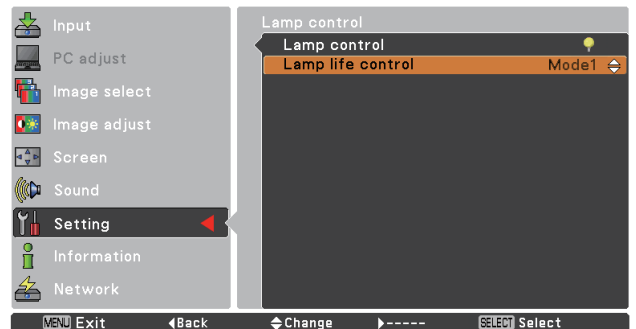 Input
PC adjust
Image select
Image adjust
Screen
Sound
Setting
Information
Network
Lamp control
Lamp control
Lamp life control Mode1
MENU Exit Back Change ----- SELECT Select